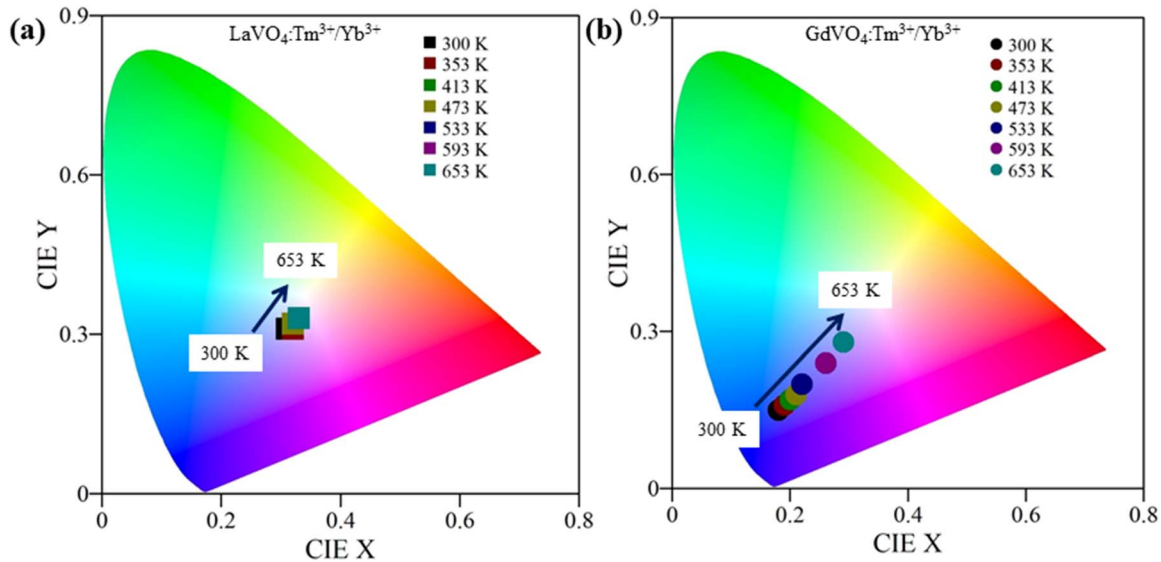 (a)
LaVO₄:Tm³⁺/Yb³⁺
300 K
353 K
413 K
473 K
533 K
593 K
653 K
653 K
300 K
0.9
0.6
0.3
0
0
0.2
0.4
0.6
0.8
CIE Y
CIE X
(b)
GdVO₄:Tm³⁺/Yb³⁺
300 K
353 K
413 K
473 K
533 K
593 K
653 K
653 K
300 K
0.9
0.6
0.3
0
0
0.2
0.4
0.6
0.8
CIE Y
CIE X